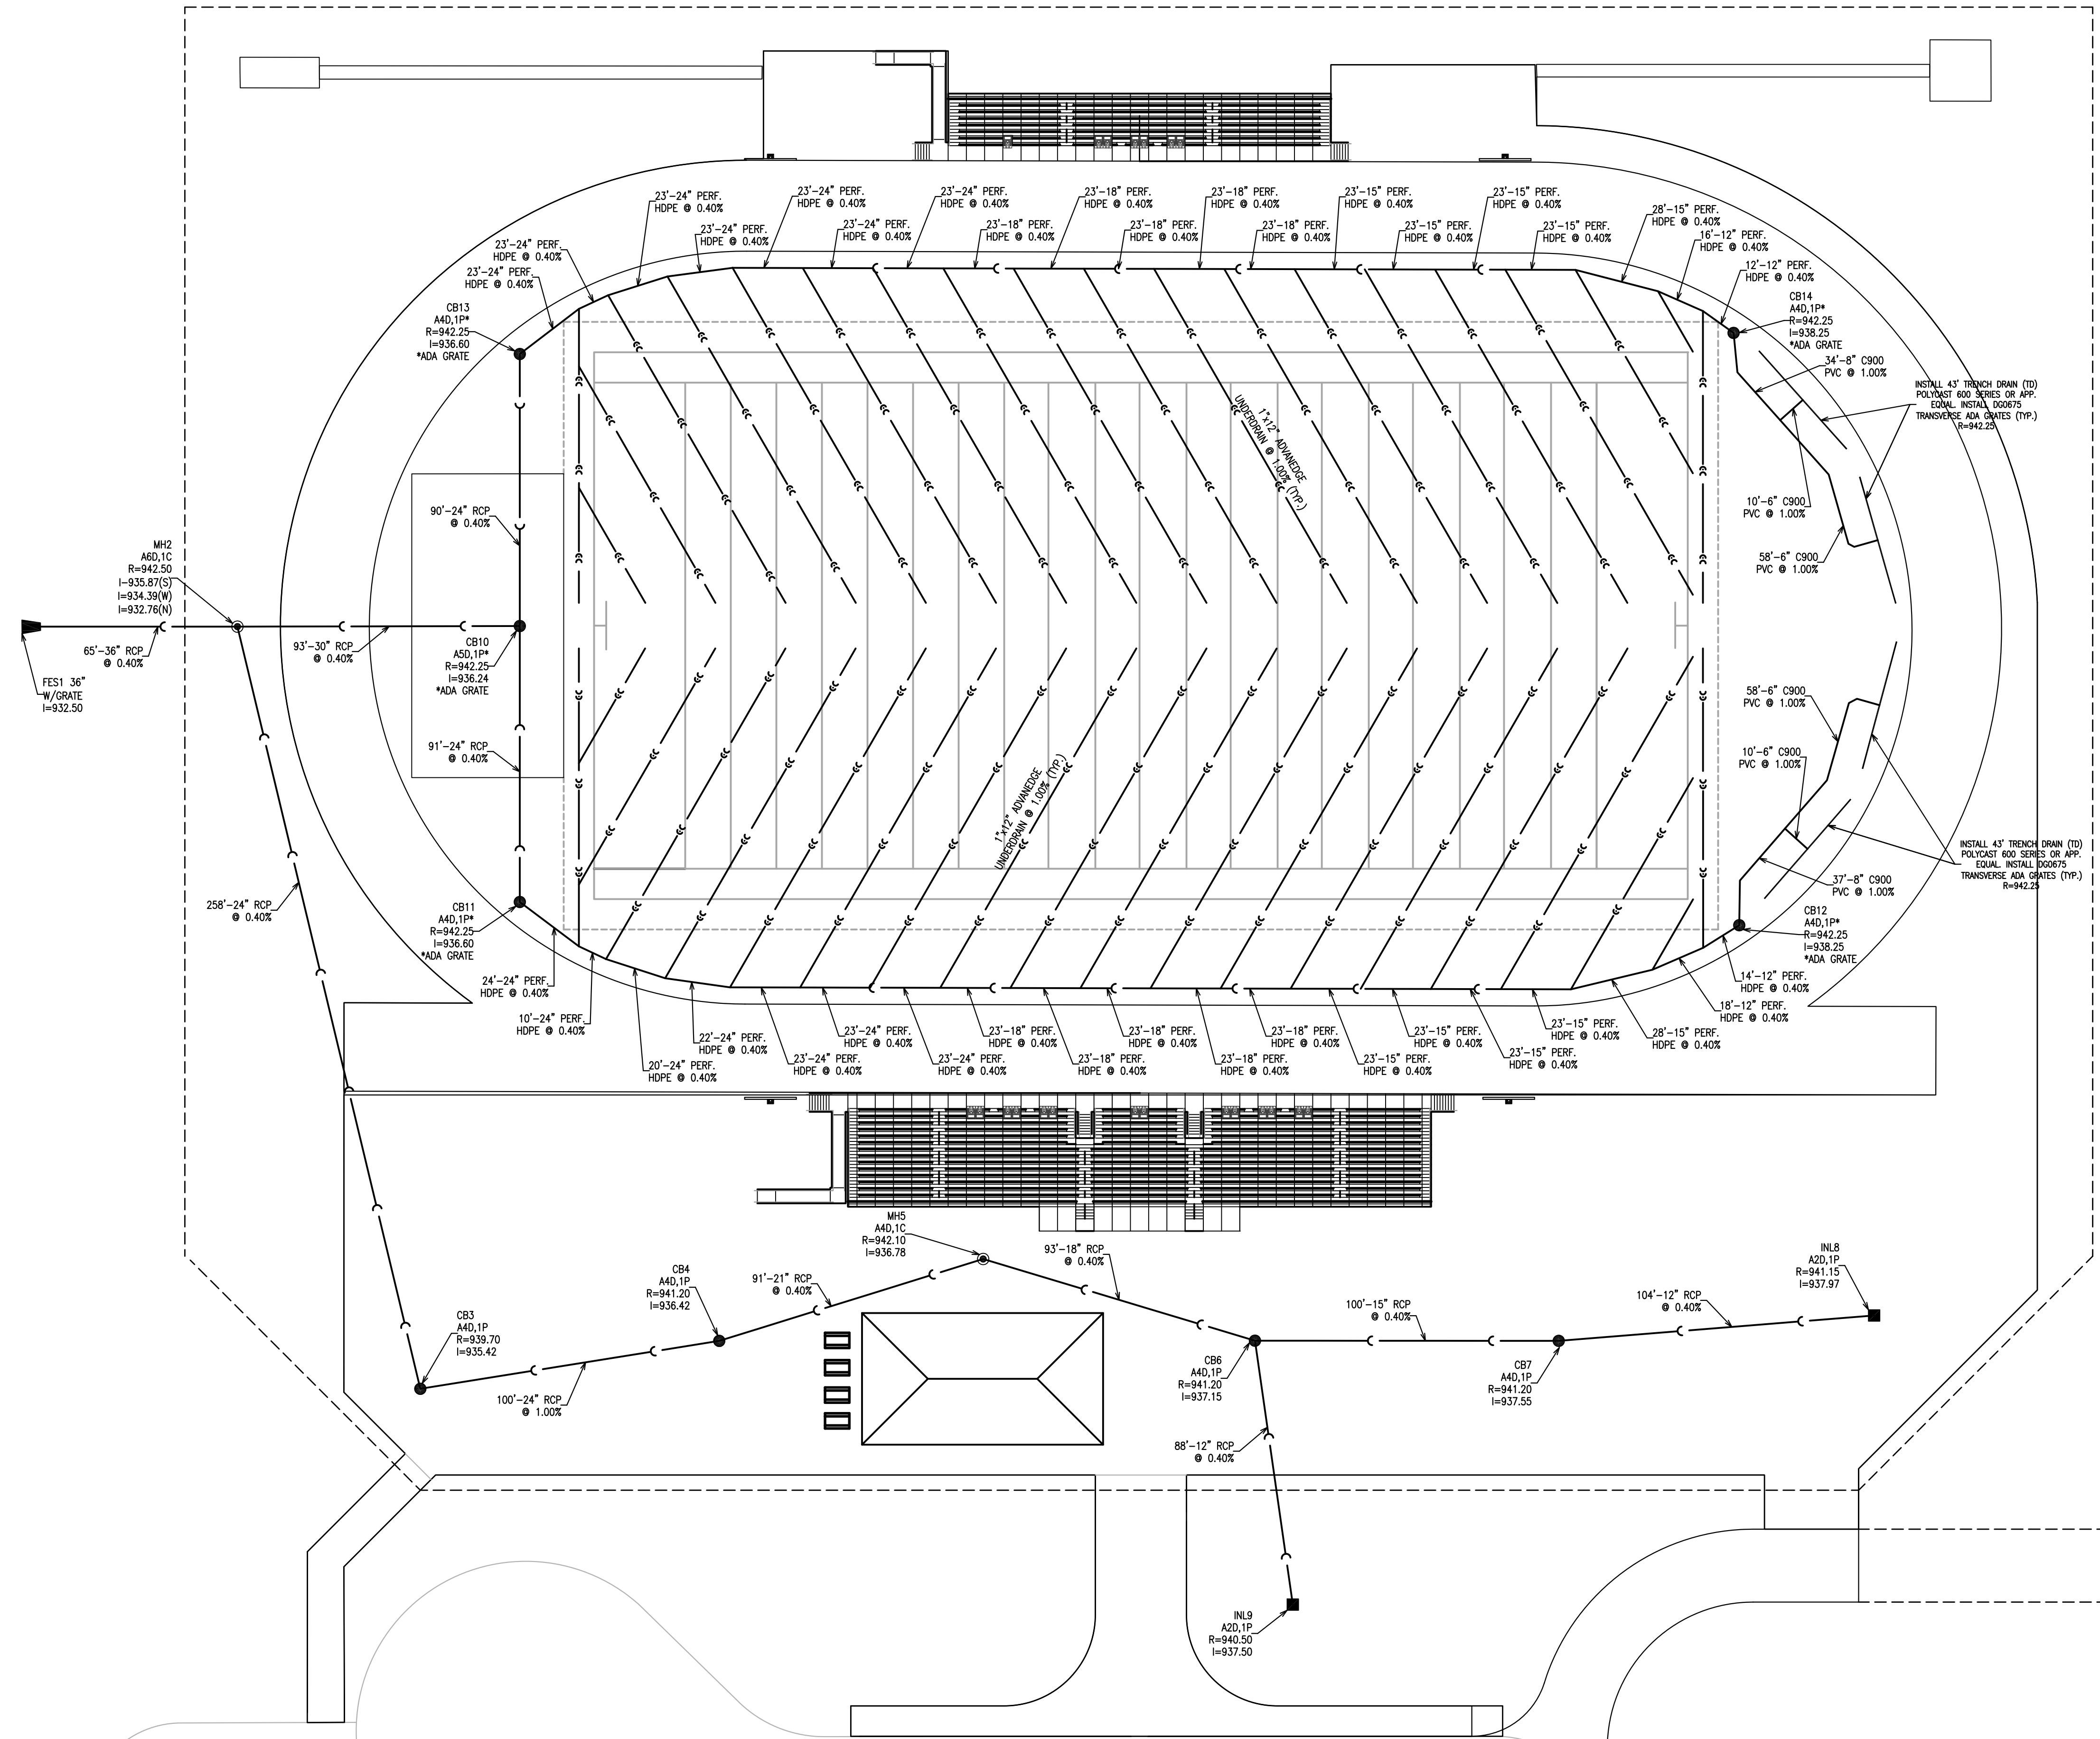 23'-24" PERF.
HDPE @ 0.40%
23'-24" PERF.
HDPE @ 0.40%
23'-24" PERF.
HDPE @ 0.40%
23'-18" PERF.
HDPE @ 0.40%
23'-18" PERF.
HDPE @ 0.40%
23'-15" PERF.
HDPE @ 0.40%
23'-15" PERF.
HDPE @ 0.40%
28'-15" PERF.
HDPE @ 0.40%
23'-24" PERF.
HDPE @ 0.40%
23'-24" PERF.
HDPE @ 0.40%
23'-18" PERF.
HDPE @ 0.40%
23'-18" PERF.
HDPE @ 0.40%
23'-18" PERF.
HDPE @ 0.40%
23'-15" PERF.
HDPE @ 0.40%
23'-15" PERF.
HDPE @ 0.40%
16'-12" PERF.
HDPE @ 0.40%
23'-24" PERF.
HDPE @ 0.40%
23'-24" PERF.
HDPE @ 0.40%
12'-12" PERF.
HDPE @ 0.40%
CB13
A4D,1P*
R=942.25
I=936.60
*ADA GRATE
CB14
A4D,1P*
R=942.25
I=938.25
*ADA GRATE
34'-8" C900
PVC @ 1.00%
INSTALL 43' TRENCH DRAIN (TD)
POLYCAST 600 SERIES OR APP.
EQUAL. INSTALL DG0675
TRANSVERSE ADA GRATES (TYP.)
R=942.25
1"x12" ADVANEDGE
UNDERDRAIN @ 1.00% (TYP.)
10'-6" C900
PVC @ 1.00%
58'-6" C900
PVC @ 1.00%
90'-24" RCP
@ 0.40%
MH2
A6D,1C
R=942.50
I-935.87(S)
I=934.39(W)
I=932.76(N)
65'-36" RCP
@ 0.40%
93'-30" RCP
@ 0.40%
CB10
A5D,1P*
R=942.25
I=936.24
*ADA GRATE
FES1 36"
W/GRATE
I=932.50
91'-24" RCP
@ 0.40%
58'-6" C900
PVC @ 1.00%
10'-6" C900
PVC @ 1.00%
1"x12" ADVANEDGE
UNDERDRAIN @ 1.00% (TYP.)
INSTALL 43' TRENCH DRAIN (TD)
POLYCAST 600 SERIES OR APP.
EQUAL. INSTALL DG0675
TRANSVERSE ADA GRATES (TYP.)
R=942.25
37'-8" C900
PVC @ 1.00%
258'-24" RCP
@ 0.40%
CB11
A4D,1P*
R=942.25
I=936.60
*ADA GRATE
CB12
A4D,1P*
R=942.25
I=938.25
*ADA GRATE
24'-24" PERF.
HDPE @ 0.40%
14'-12" PERF.
HDPE @ 0.40%
10'-24" PERF.
HDPE @ 0.40%
18'-12" PERF.
HDPE @ 0.40%
22'-24" PERF.
HDPE @ 0.40%
23'-24" PERF.
HDPE @ 0.40%
23'-18" PERF.
HDPE @ 0.40%
23'-18" PERF.
HDPE @ 0.40%
23'-18" PERF.
HDPE @ 0.40%
23'-15" PERF.
HDPE @ 0.40%
23'-15" PERF.
HDPE @ 0.40%
28'-15" PERF.
HDPE @ 0.40%
20'-24" PERF.
HDPE @ 0.40%
23'-24" PERF.
HDPE @ 0.40%
23'-24" PERF.
HDPE @ 0.40%
23'-18" PERF.
HDPE @ 0.40%
23'-18" PERF.
HDPE @ 0.40%
23'-15" PERF.
HDPE @ 0.40%
23'-15" PERF.
HDPE @ 0.40%
MH5
A4D,1C
R=942.10
I=936.78
93'-18" RCP
@ 0.40%
INL8
A2D,1P
R=941.15
I=937.97
CB4
A4D,1P
R=941.20
I=936.42
91'-21" RCP
@ 0.40%
100'-15" RCP
@ 0.40%
104'-12" RCP
@ 0.40%
CB3
A4D,1P
R=939.70
I=935.42
CB6
A4D,1P
R=941.20
I=937.15
CB7
A4D,1P
R=941.20
I=937.55
100'-24" RCP
@ 1.00%
88'-12" RCP
@ 0.40%
INL9
A2D,1P
R=940.50
I=937.50